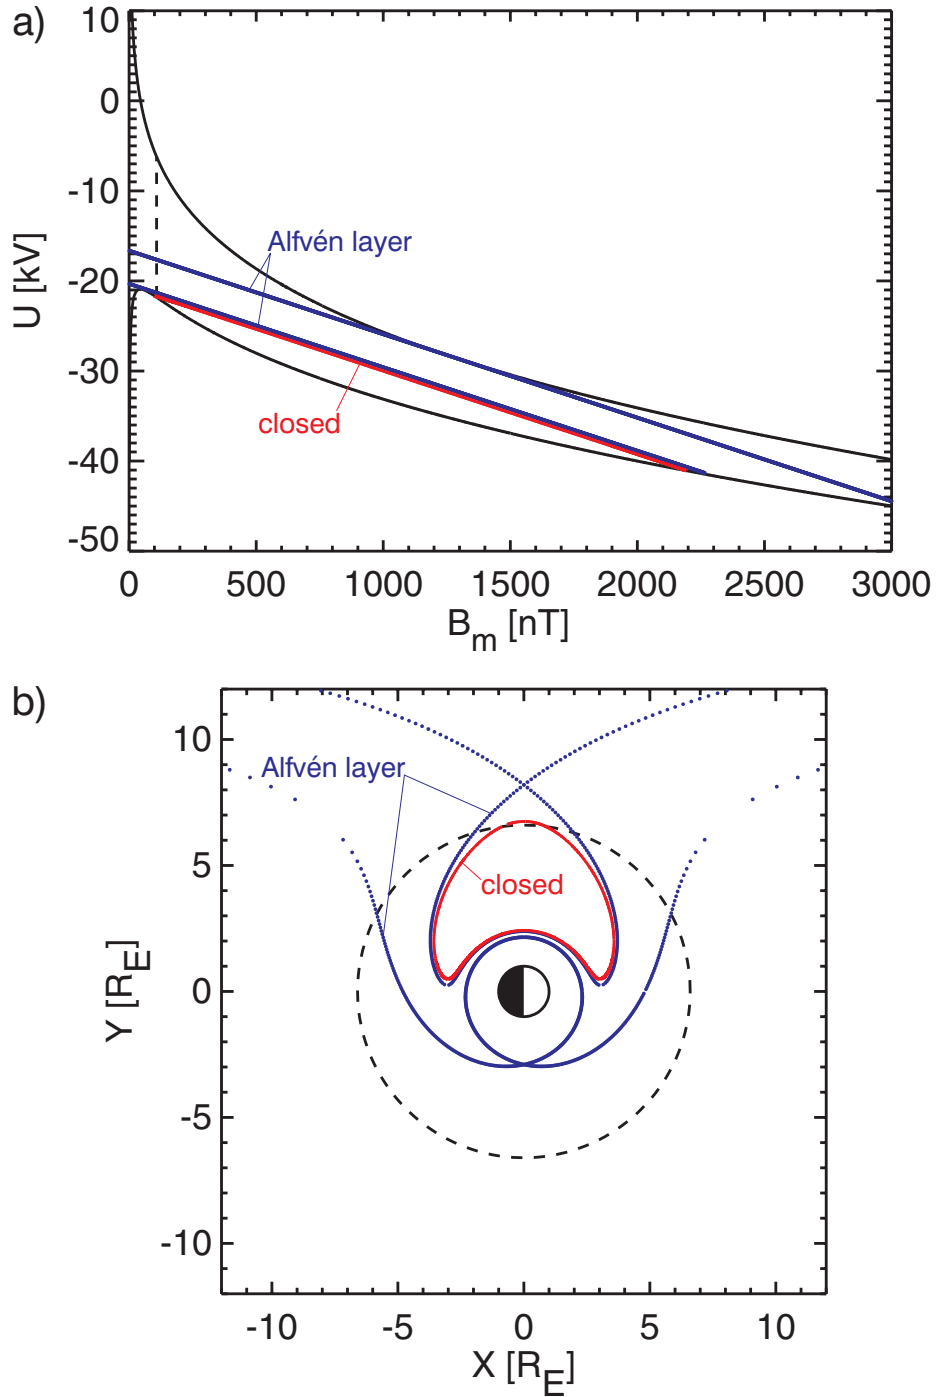 a)
10
0
-10
-20
-30
-40
-50
U [kV]
Alfvén layer
closed
0 500 1000 1500 2000 2500 3000
B_m [nT]
b)
10
5
0
-5
-10
Y [R_E]
Alfvén layer
closed
-10 -5 0 5 10
X [R_E]